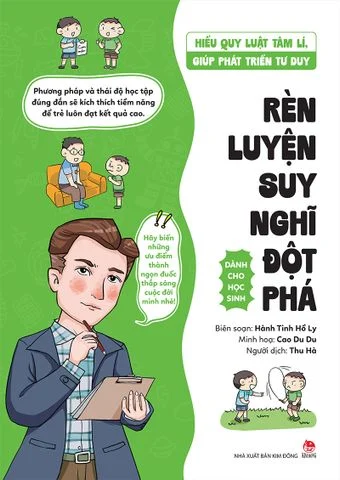 HIỂU QUY LUẬT TÂM LÍ,
GIÚP PHÁT TRIỂN TƯ DUY
Phương pháp và thái độ học tập
đúng đắn sẽ kích thích tiềm năng
để trẻ luôn đạt kết quả cao.
RÈN
LUYỆN
SUY
NGHĨ
ĐỘT
PHÁ
DÀNH
CHO
HỌC
SINH
Hãy biến
những
ưu điểm
thành
ngọn đuốc
thắp sáng
cuộc đời
mình nhé!
Biên soạn: Hành Tinh Hồ Ly
Minh họa: Cao Du Du
Người dịch: Thu Hà
NHÀ XUẤT BẢN KIM ĐỒNG